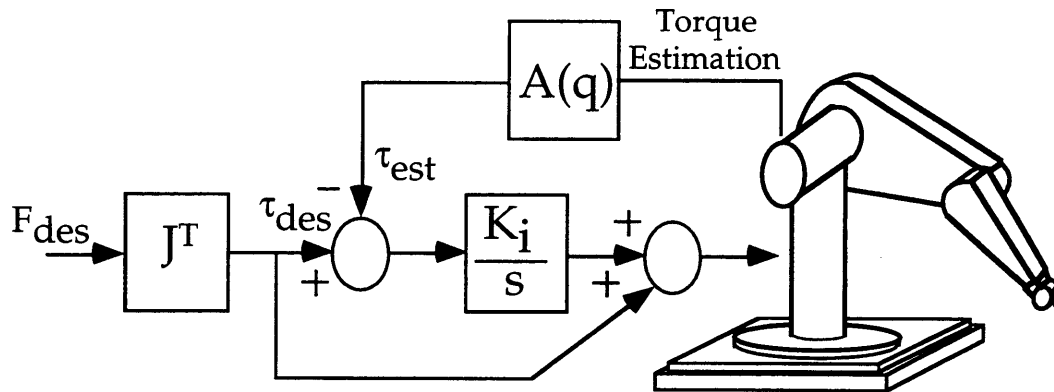 Torque
Estimation
A(q)
τest
−
Fdes
Jᵀ
τdes
+
Ki
s
+
+